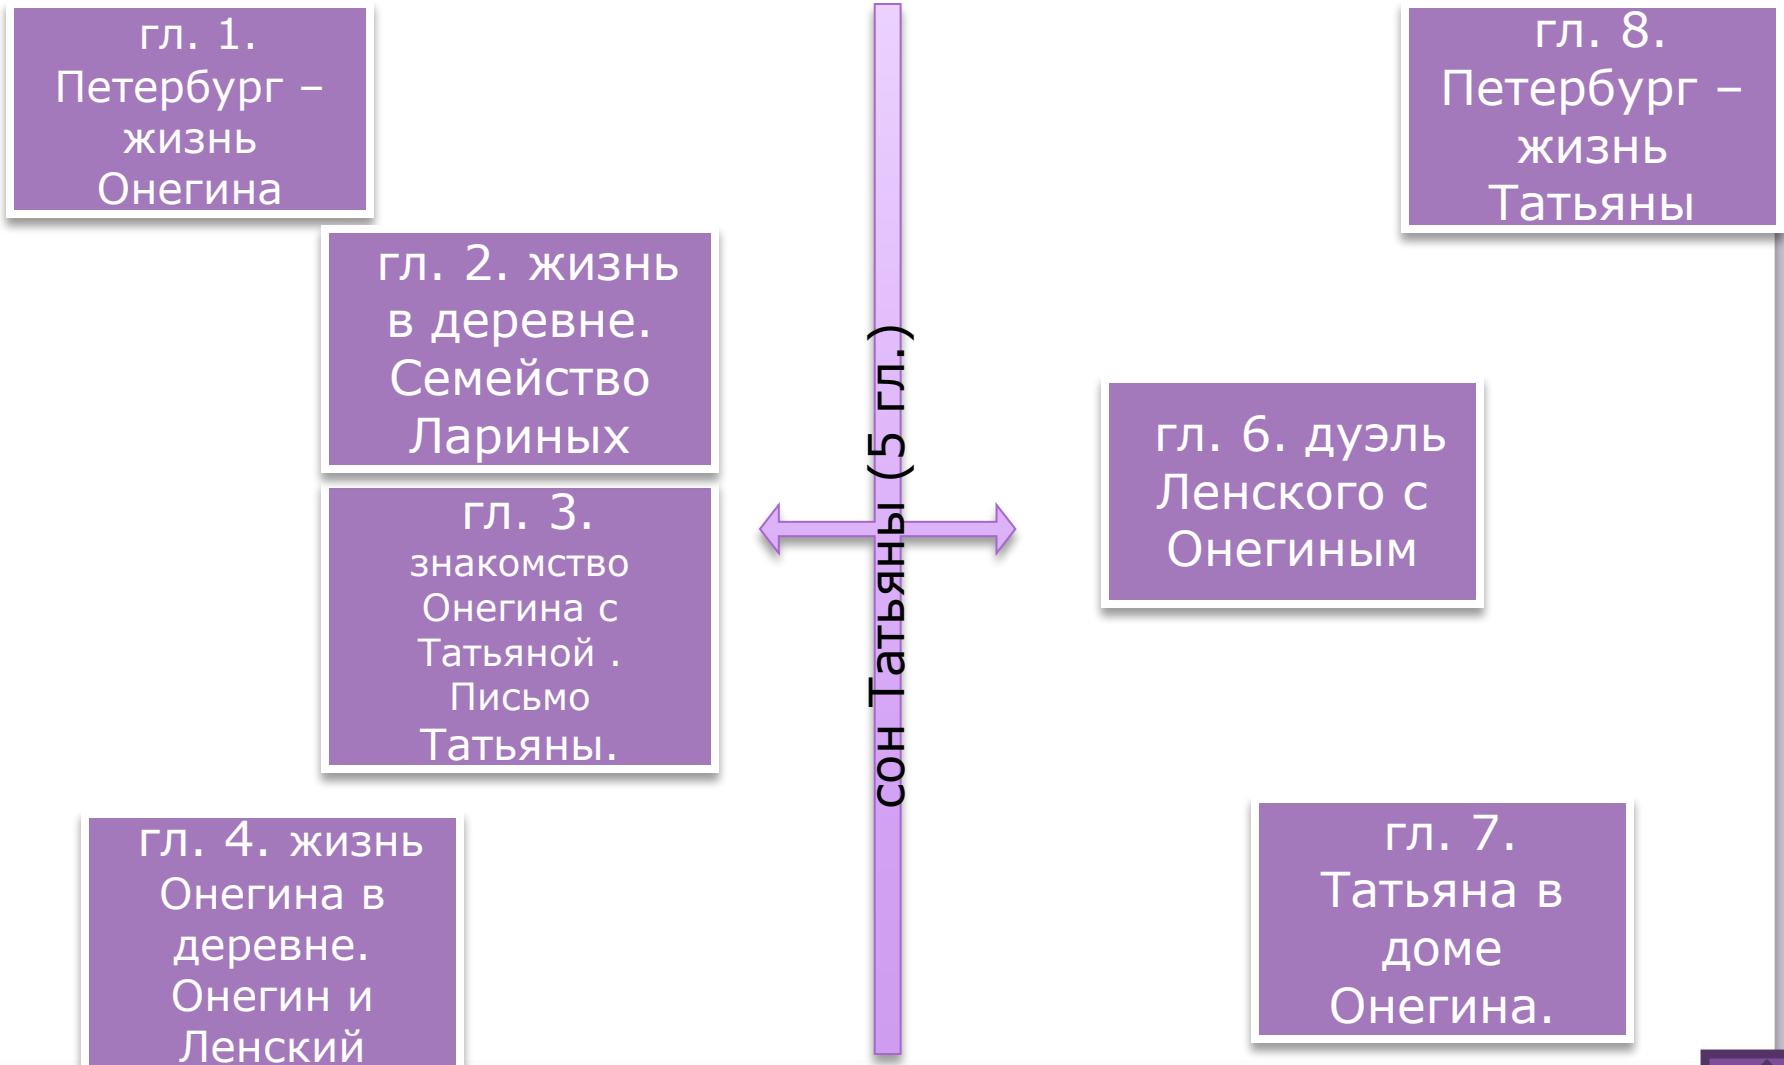 гл. 1.
Петербург –
жизнь
Онегина
гл. 2. жизнь
в деревне.
Семейство
Лариных
гл. 3.
знакомство
Онегина с
Татьяной .
Письмо
Татьяны.
гл. 4. жизнь
Онегина в
деревне.
Онегин и
Ленский
сон Татьяны (5 гл.)
гл. 8.
Петербург –
жизнь
Татьяны
гл. 6. дуэль
Ленского с
Онегиным
гл. 7.
Татьяна в
доме
Онегина.